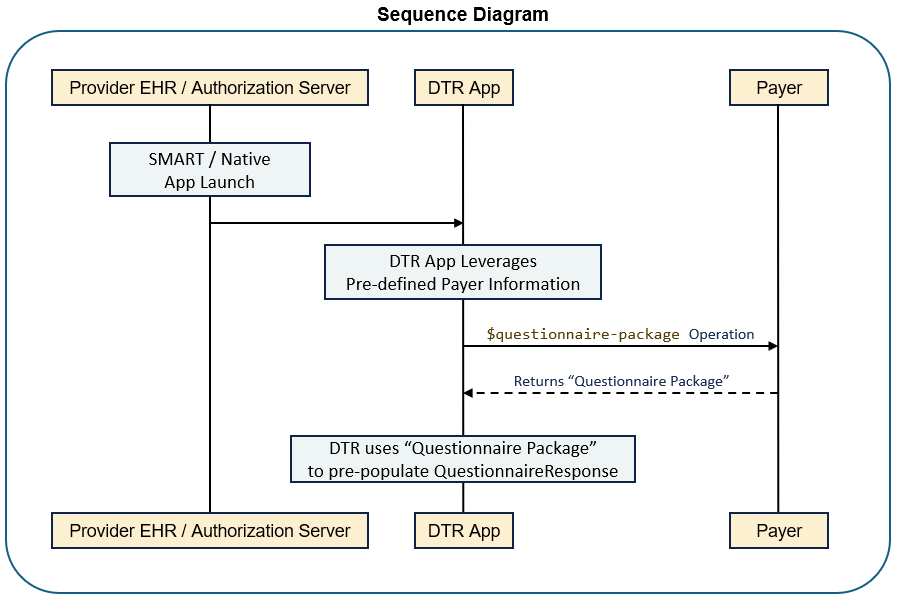 Sequence Diagram
Provider EHR / Authorization Server
DTR App
Payer
SMART / Native
App Launch
DTR App Leverages
Pre-defined Payer Information
$questionnaire-package Operation
Returns “Questionnaire Package”
DTR uses “Questionnaire Package”
to pre-populate QuestionnaireResponse
Provider EHR / Authorization Server
DTR App
Payer